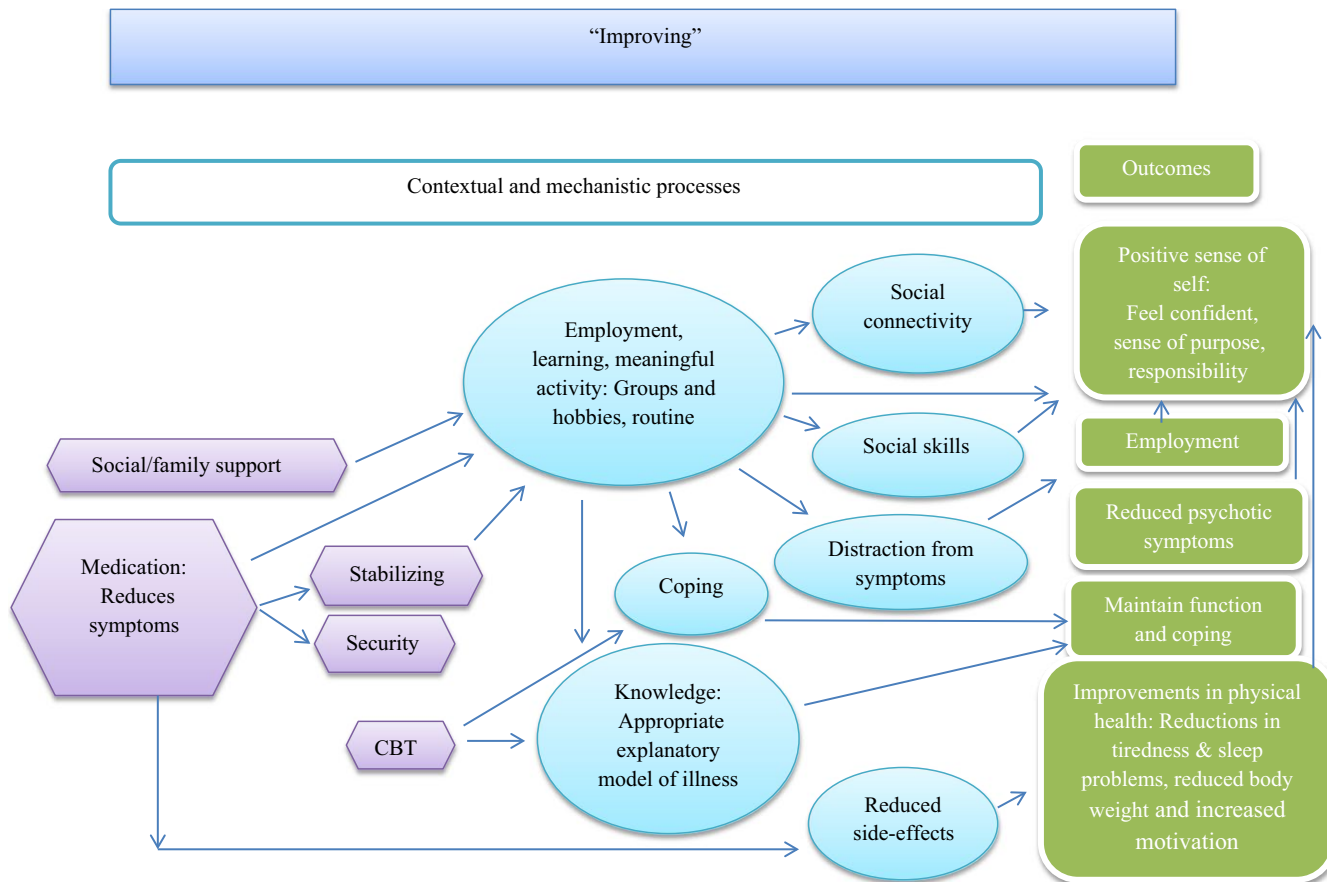 “Improving”
Contextual and mechanistic processes
Outcomes
Positive sense of
self:
Feel confident,
sense of purpose,
responsibility
Social
connectivity
Employment,
learning, meaningful
activity: Groups and
hobbies, routine
Social/family support
Social skills
Employment
Reduced psychotic
symptoms
Medication:
Reduces
symptoms
Stabilizing
Security
Coping
Distraction from
symptoms
Maintain function
and coping
CBT
Knowledge:
Appropriate
explanatory
model of illness
Reduced
side-effects
Improvements in physical
health: Reductions in
tiredness & sleep
problems, reduced body
weight and increased
motivation